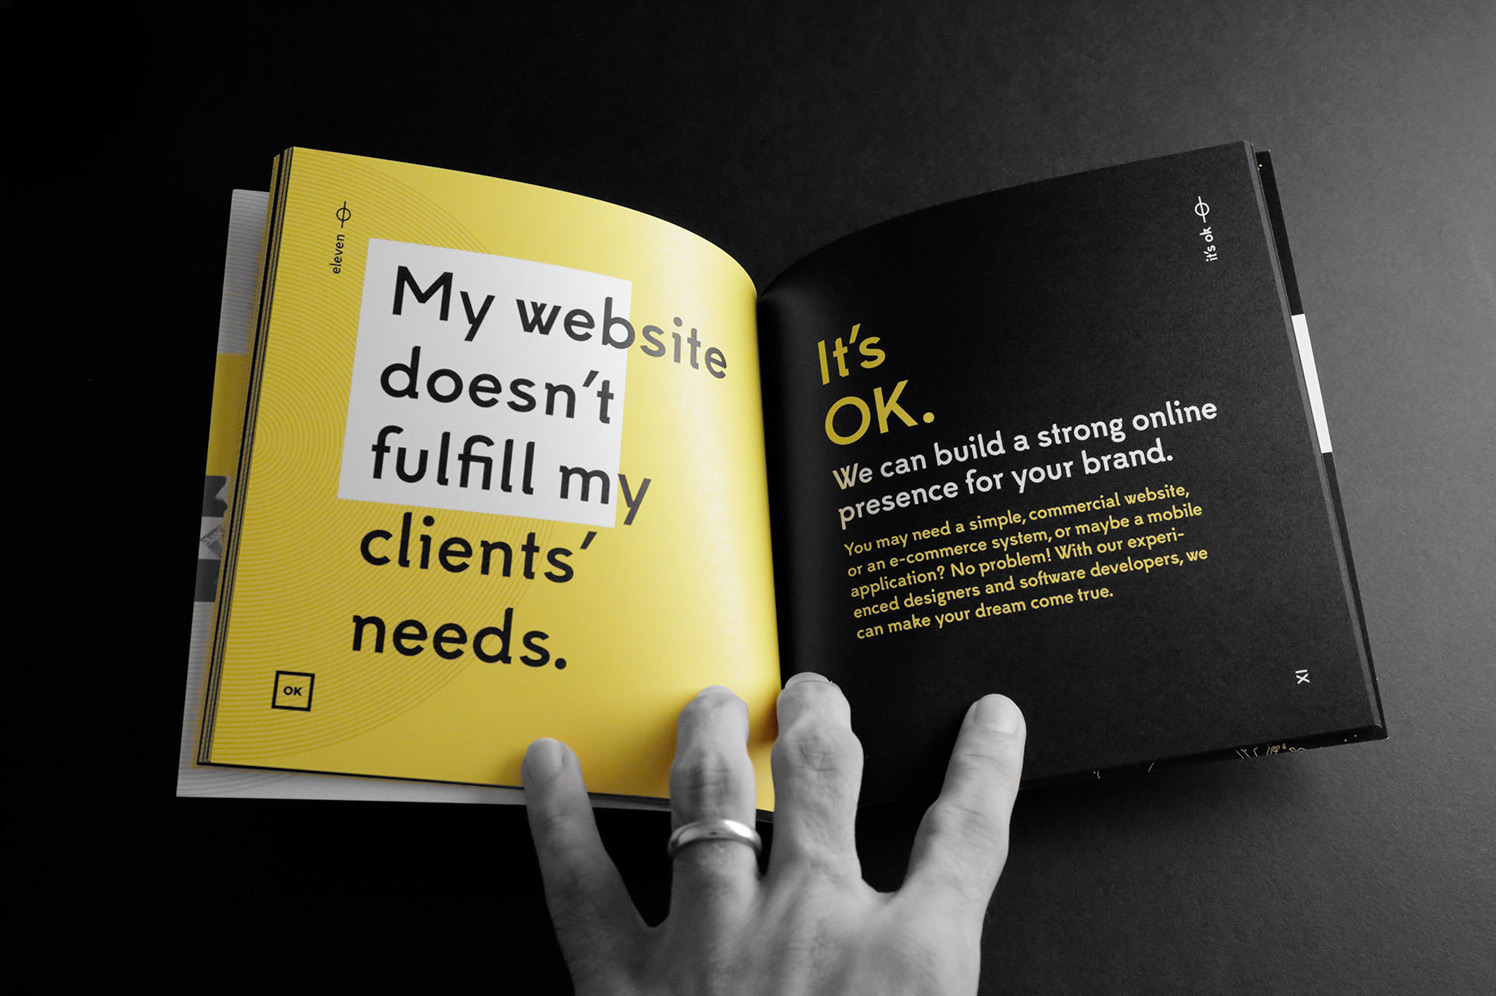 eleven
My website
doesn't
fulfill my
clients'
needs.
OK
it's ok
It's
OK.
We can build a strong online
presence for your brand.
You may need a simple, commercial website,
or an e-commerce system, or maybe a mobile
application? No problem! With our experi-
enced designers and software developers, we
can make your dream come true.
XI